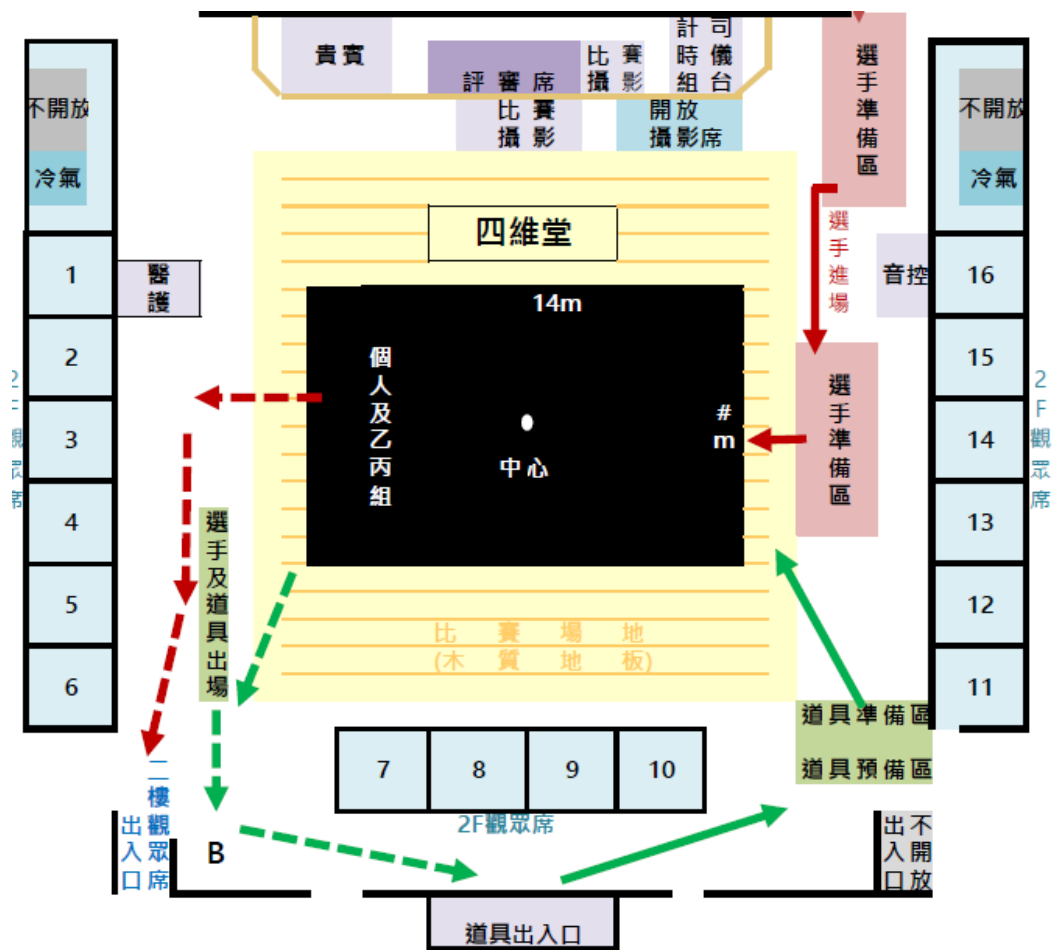 貴賓
評審席
比賽
攝影
計時組
司儀台
比賽
攝影
開放
攝影席
選手準備區
不開放
冷氣
不開放
冷氣
四維堂
選手進場
1
醫護
音控
16
14m
2
15
個人及乙丙組
選手準備區
2F觀眾席
2F觀眾席
3
#m
14
中心
4
13
選手及道具出場
5
12
比賽場地
(木質地板)
6
11
道具準備區
道具預備區
7
8
9
10
2F觀眾席
二樓觀眾席
出入口
B
不開放
出入口
道具出入口